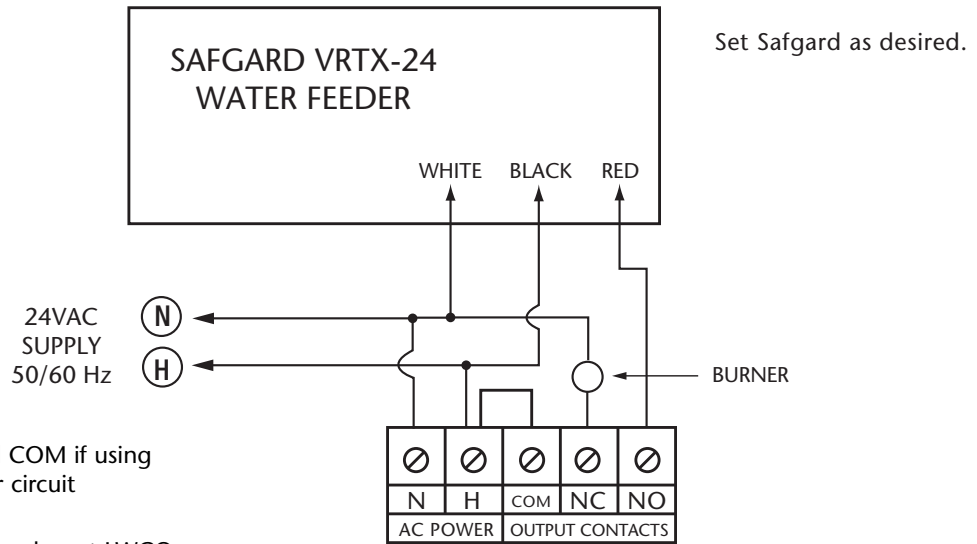 SAFGARD VRTX-24
WATER FEEDER
Set Safgard as desired.
WHITE BLACK RED
24VAC
SUPPLY
50/60 Hz
N
H
BURNER
COM if using
circuit
N H COM NC NO
AC POWER OUTPUT CONTACTS